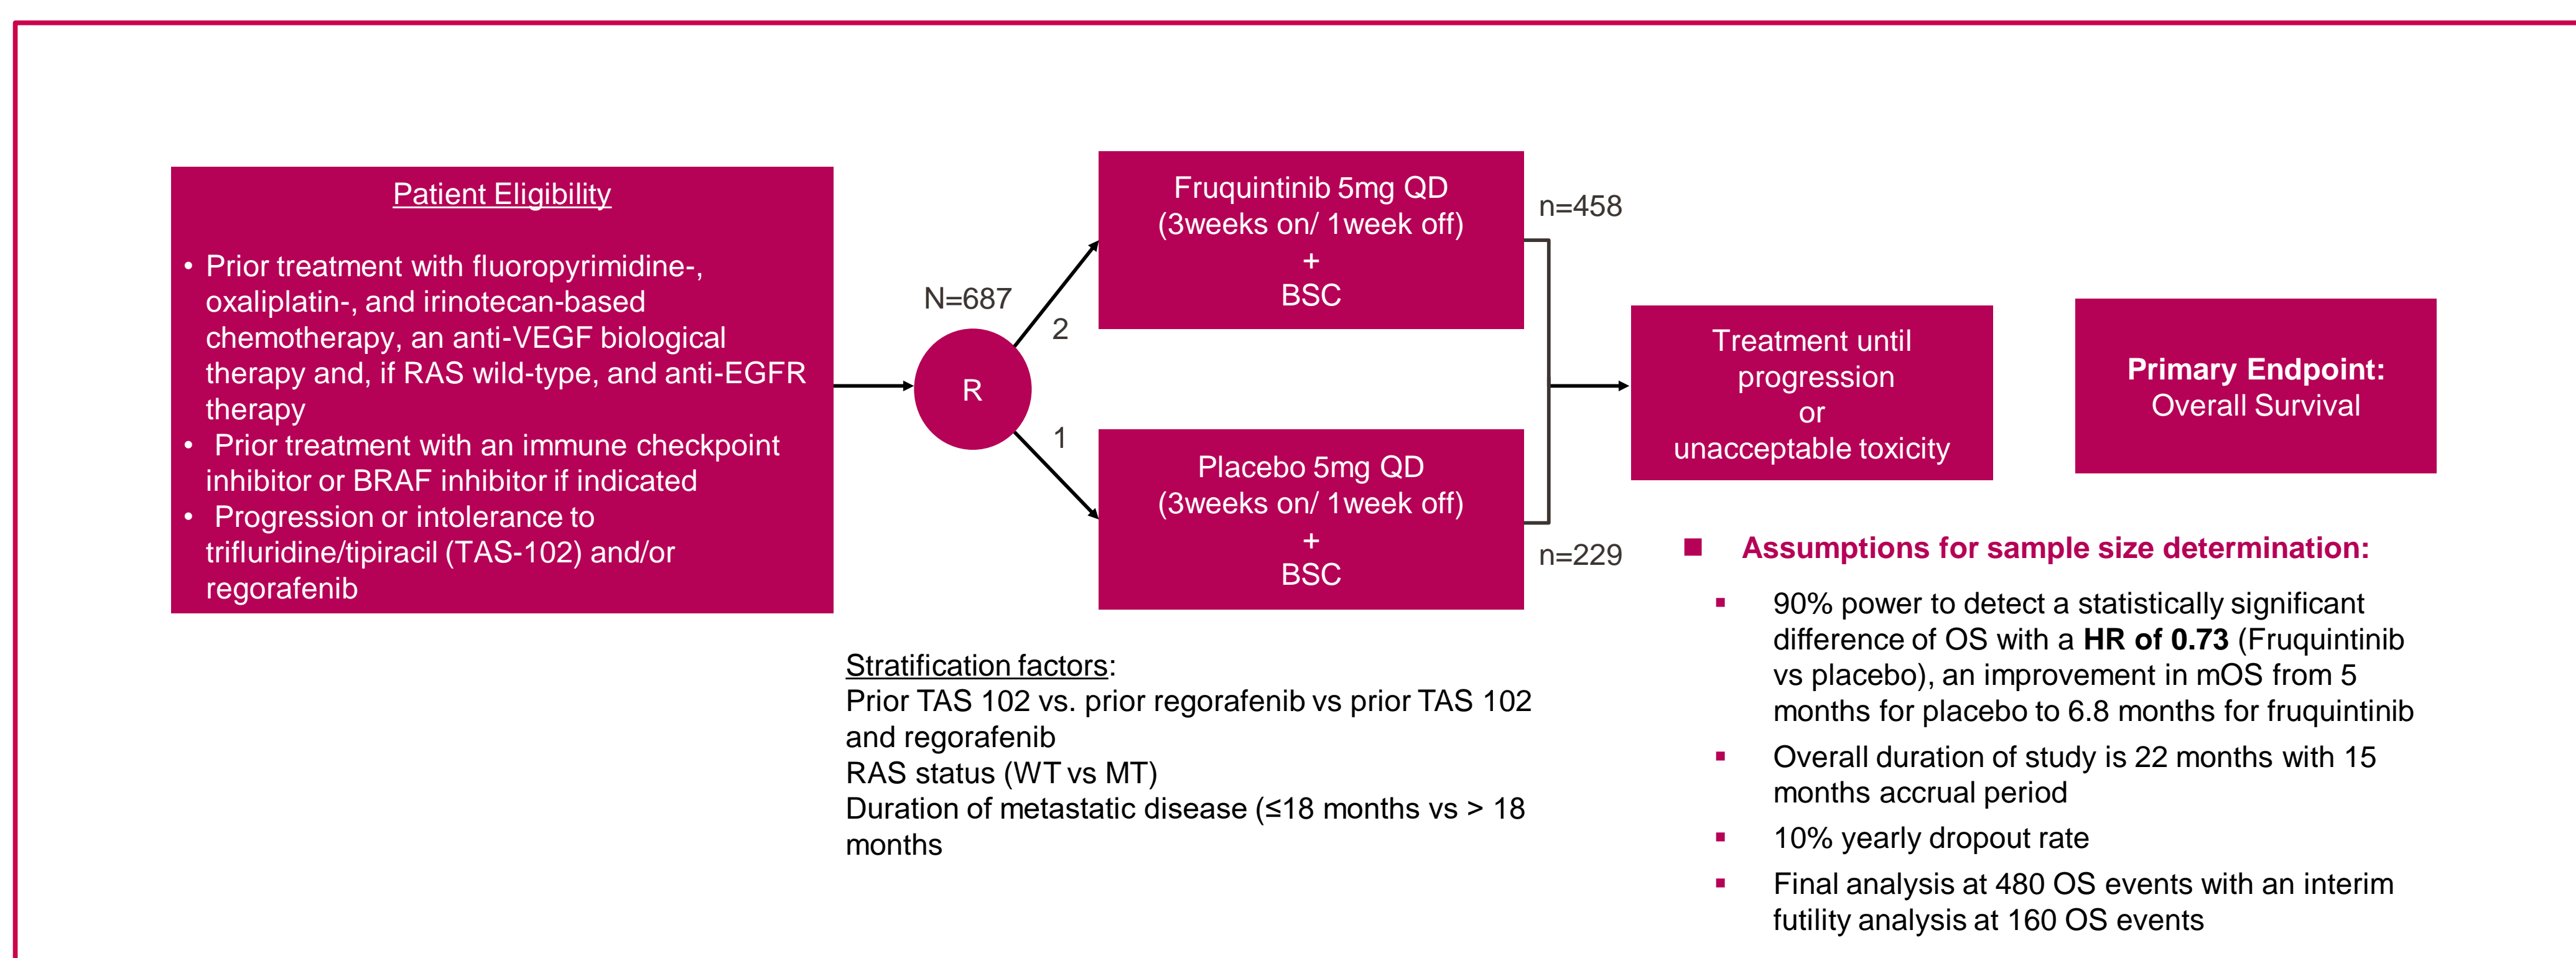 Patient Eligibility
• Prior treatment with fluoropyrimidine-,
oxaliplatin-, and irinotecan-based
chemotherapy, an anti-VEGF biological
therapy and, if RAS wild-type, and anti-EGFR
therapy
• Prior treatment with an immune checkpoint
inhibitor or BRAF inhibitor if indicated
• Progression or intolerance to
trifluridine/tipiracil (TAS-102) and/or
regorafenib
N=687
R
2
1
Fruquintinib 5mg QD
(3weeks on/ 1week off)
+
BSC
n=458
Placebo 5mg QD
(3weeks on/ 1week off)
+
BSC
n=229
Treatment until
progression
or
unacceptable toxicity
Primary Endpoint:
Overall Survival
Stratification factors:
Prior TAS 102 vs. prior regorafenib vs prior TAS 102
and regorafenib
RAS status (WT vs MT)
Duration of metastatic disease (≤18 months vs > 18
months
■ Assumptions for sample size determination:
▪ 90% power to detect a statistically significant
difference of OS with a HR of 0.73 (Fruquintinib
vs placebo), an improvement in mOS from 5
months for placebo to 6.8 months for fruquintinib
▪ Overall duration of study is 22 months with 15
months accrual period
▪ 10% yearly dropout rate
▪ Final analysis at 480 OS events with an interim
futility analysis at 160 OS events